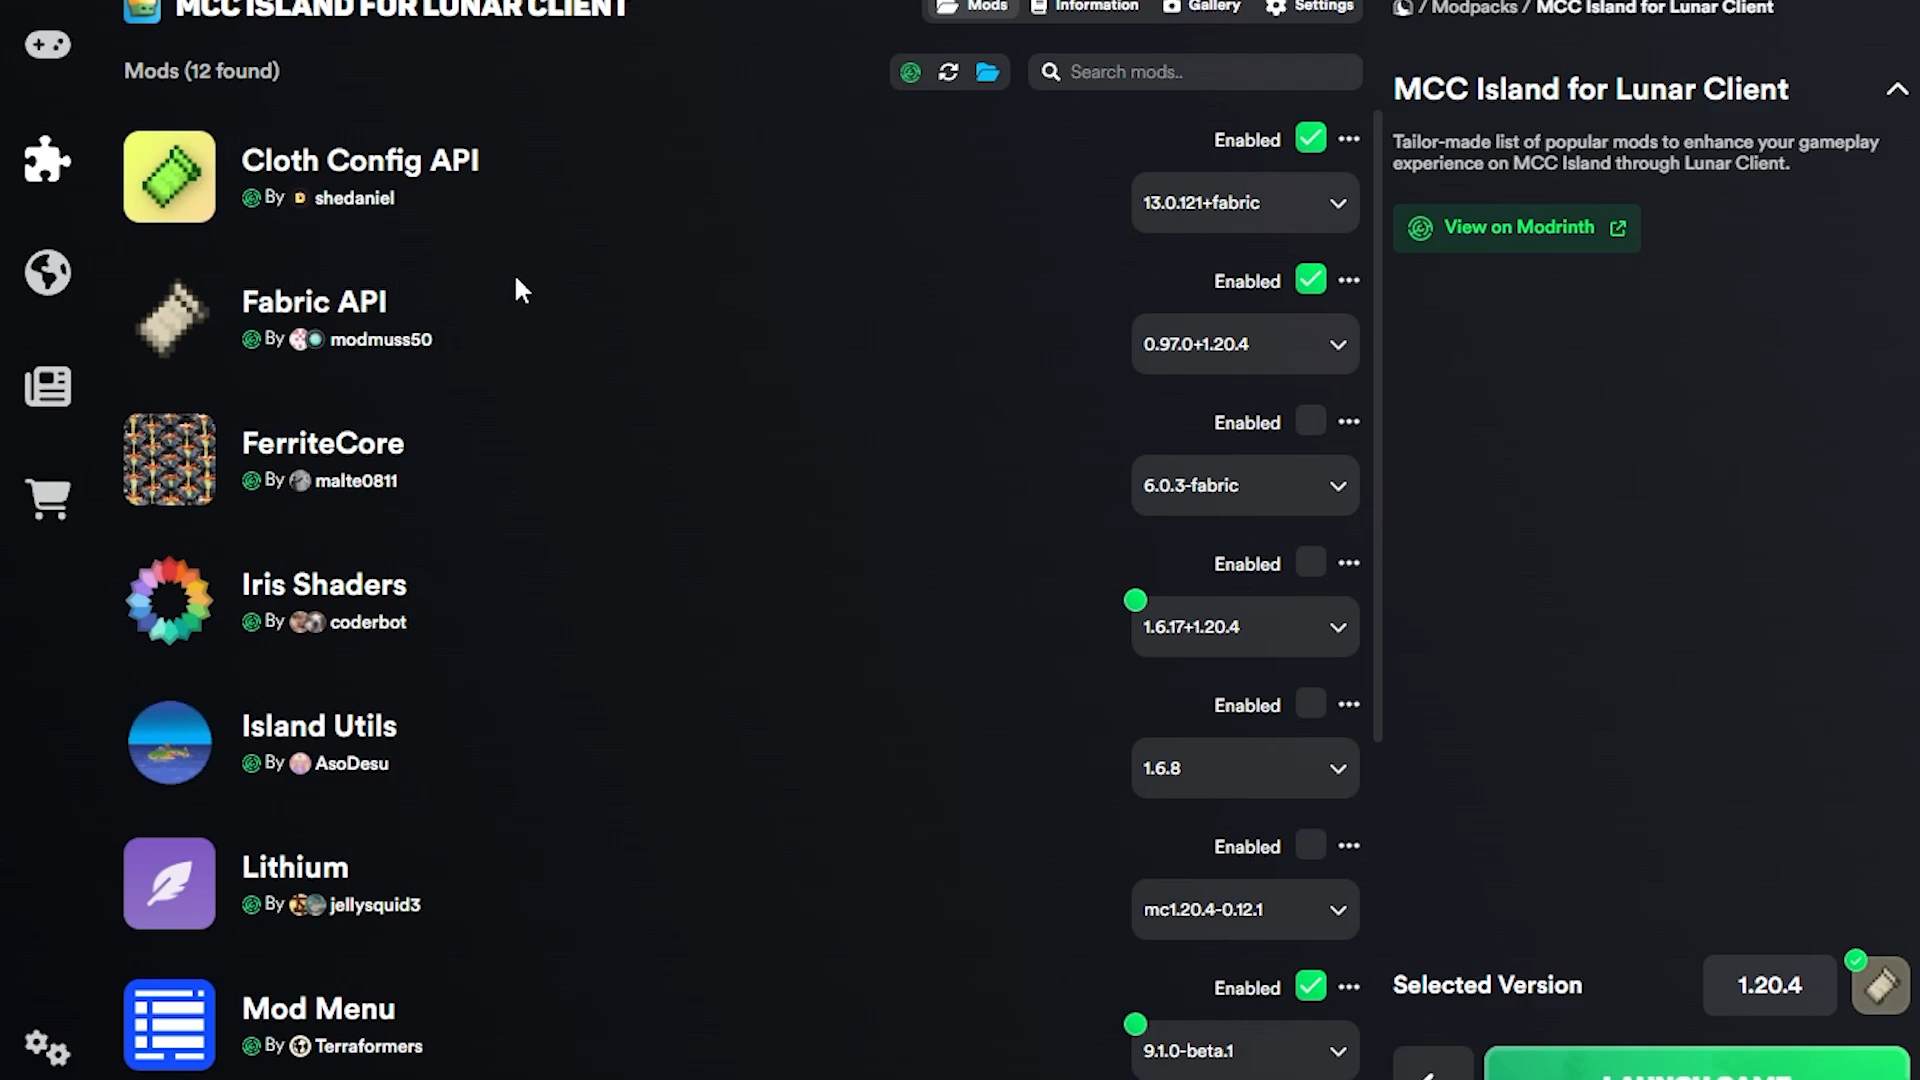 MCC ISLAND FOR LUNAR CLIENT
Mods
Information
Gallery
Settings
/ Modpacks / MCC Island for Lunar Client
Mods (12 found)
Search mods..
MCC Island for Lunar Client
Tailor-made list of popular mods to enhance your gameplay
experience on MCC Island through Lunar Client.
View on Modrinth
Cloth Config API
By shedaniel
Enabled
13.0.121+fabric
Fabric API
By modmuss50
Enabled
0.97.0+1.20.4
FerriteCore
By malte0811
Enabled
6.0.3-fabric
Iris Shaders
By coderbot
Enabled
1.6.17+1.20.4
Island Utils
By AsoDesu
Enabled
1.6.8
Lithium
By jellysquid3
Enabled
mc1.20.4-0.12.1
Mod Menu
By Terraformers
Enabled
9.1.0-beta.1
Selected Version
1.20.4
LAUNCH GAME